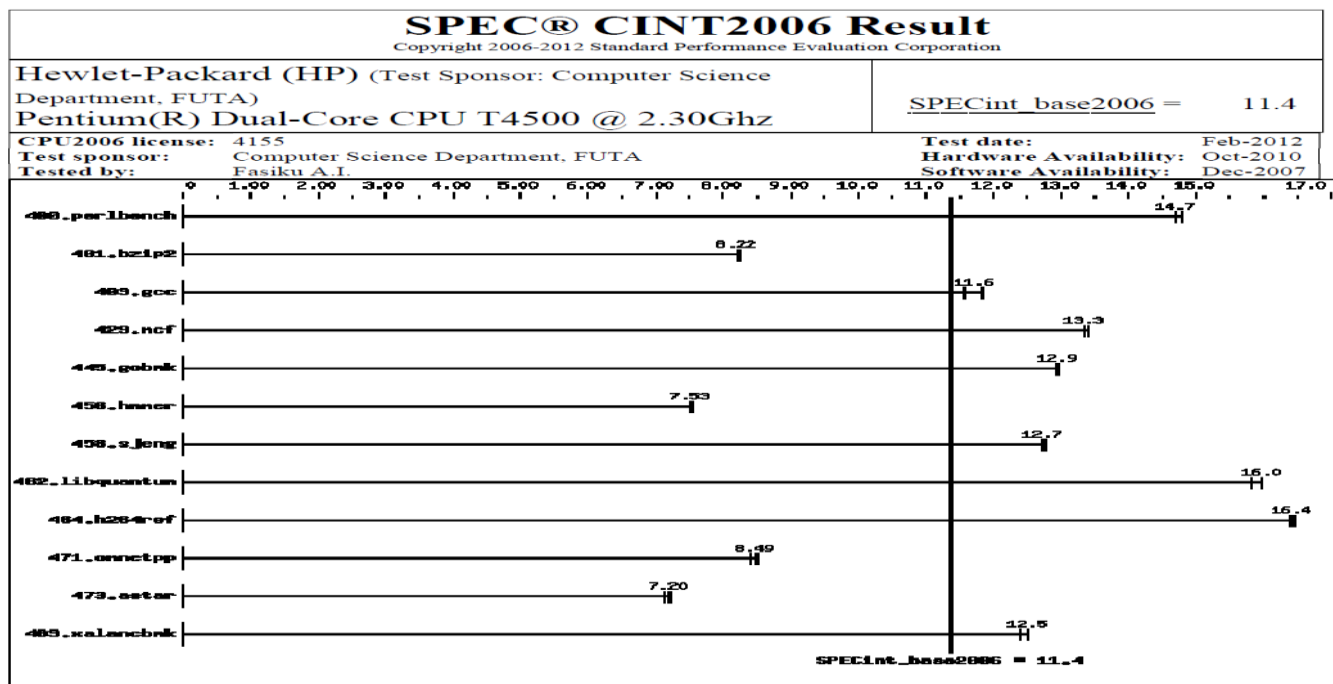 SPEC® CINT2006 Result
Copyright 2006-2012 Standard Performance Evaluation Corporation
Hewlet-Packard (HP) (Test Sponsor: Computer Science
Department, FUTA)
Pentium(R) Dual-Core CPU T4500 @ 2.30Ghz
SPECint_base2006 = 11.4
CPU2006 license: 4155
Test date: Feb-2012
Test sponsor: Computer Science Department, FUTA
Hardware Availability: Oct-2010
Tested by: Fasiku A.I.
Software Availability: Dec-2007
0 1.00 2.00 3.00 4.00 5.00 6.00 7.00 8.00 9.00 10.0 11.0 12.0 13.0 14.0 15.0 17.0
400.perlbench 14.7
401.bzip2 8.22
403.gcc 11.6
429.mcf 13.3
445.gobmk 12.9
456.hmmer 7.53
458.sjeng 12.7
462.libquantum 16.0
464.h264ref 16.4
471.omnetpp 8.49
473.astar 7.20
483.xalancbmk 12.5
SPECint_base2006 = 11.4